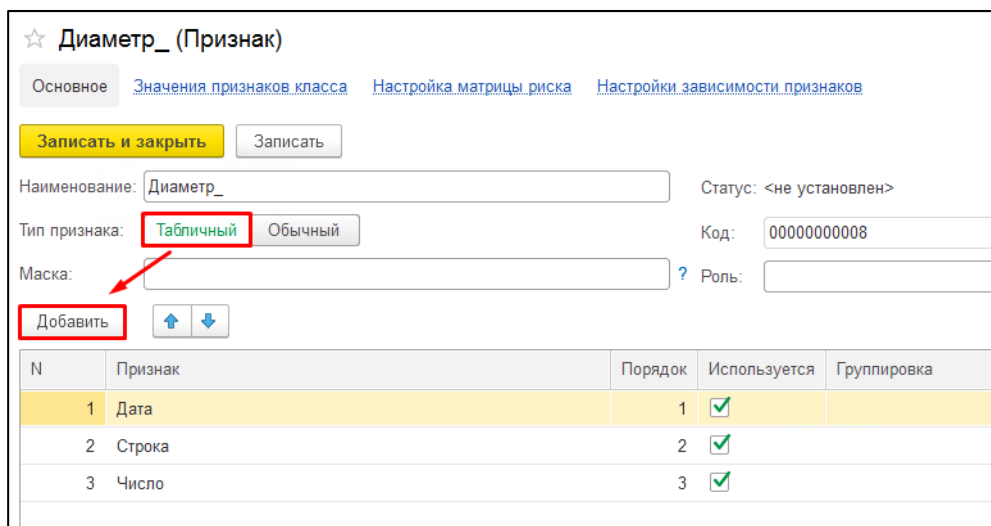 Диаметр_ (Признак)
Основное Значения признаков класса Настройка матрицы риска Настройки зависимости признаков
Записать и закрыть Записать
Наименование: Диаметр_ Статус: <не установлен>
Тип признака: Табличный Обычный Код: 00000000008
Маска: ? Роль:
Добавить
N Признак Порядок Используется Группировка
1 Дата 1
2 Строка 2
3 Число 3